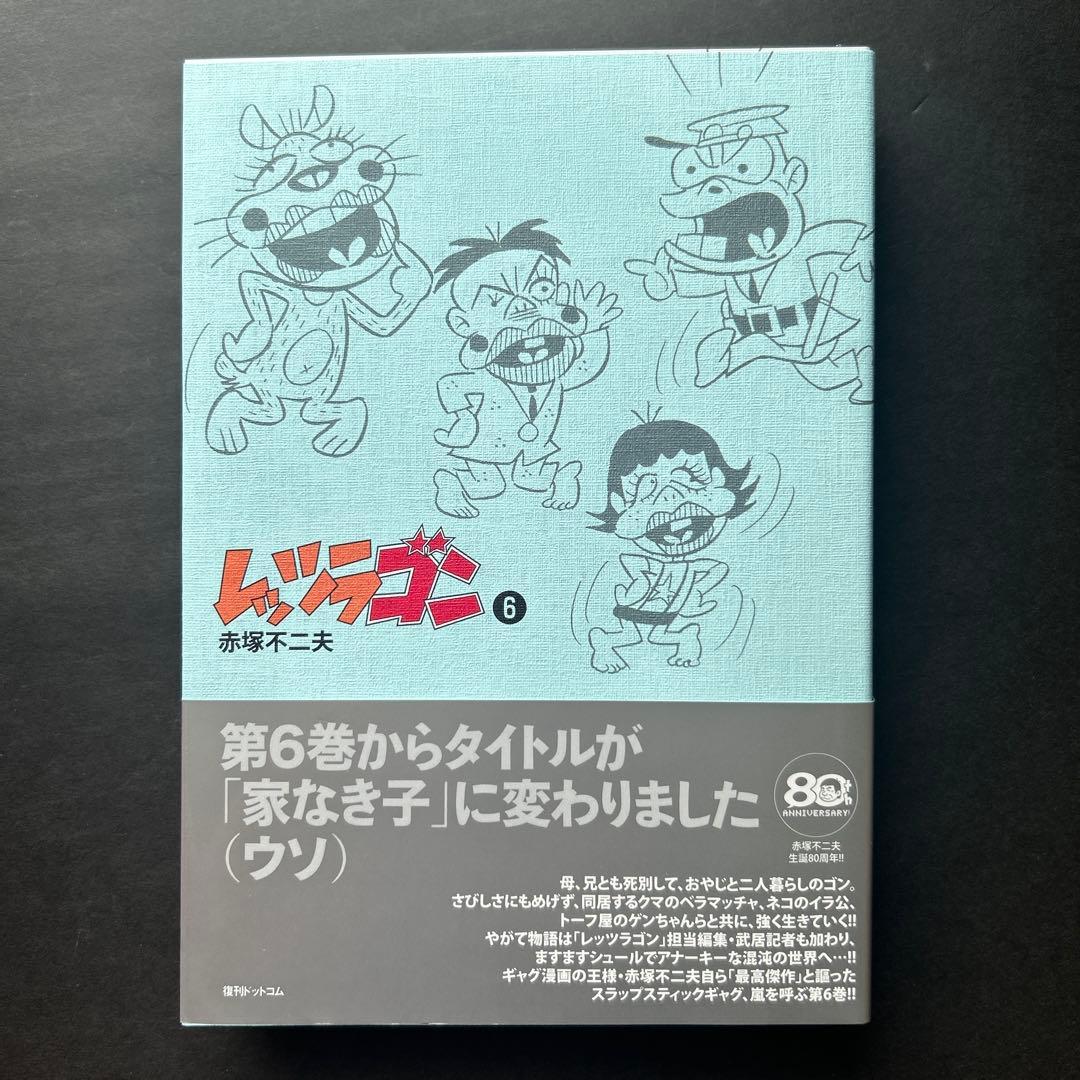 レッツラゴン 6
赤塚不二夫
第6巻からタイトルが
「家なき子」に変わりました
(ウソ)
80th
ANNIVERSARY!
赤塚不二夫
生誕80周年!!
母、兄とも死別して、おやじと二人暮らしのゴン。
さびしさにもめげず、同居するクマのベラマッチャ、ネコのイラ公、
トーフ屋のゲンちゃんらと共に、強く生きていく!!
やがて物語は「レッツラゴン」担当編集・武居記者も加わり、
ますますシュールでアナーキーな混沌の世界へ…!!
ギャグ漫画の王様・赤塚不二夫自ら「最高傑作」と謳った
スラップスティックギャグ、嵐を呼ぶ第6巻!!
復刊ドットコム